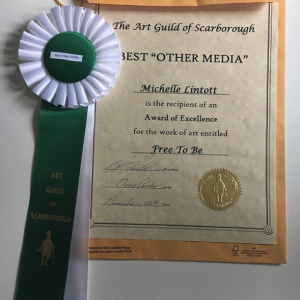 The Art Guild of Scarborough
BEST "OTHER MEDIA"
Michelle Lintott
is the recipient of an
Award of Excellence
for the work of art entitled
Free To Be
ART
GUILD
OF
SCARBOROUGH